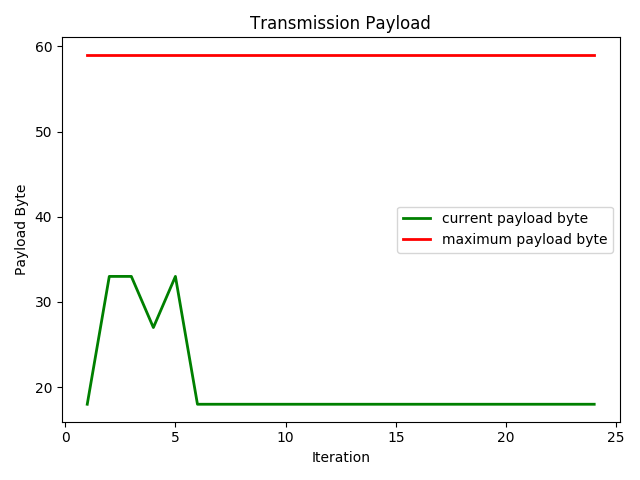 Transmission Payload
60
50
40
30
20
Payload Byte
current payload byte
maximum payload byte
0 5 10 15 20 25
Iteration